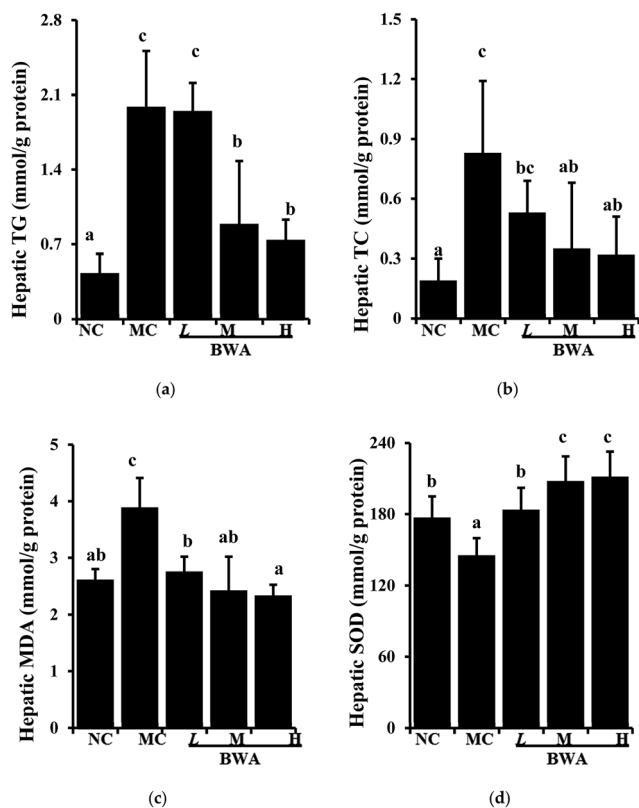 Hepatic TG (mmol/g protein)
2.8
2.1
1.4
0.7
0
a
c
c
b
b
NC MC L M H
BWA
(a)
Hepatic TC (mmol/g protein)
1.5
1.2
0.9
0.6
0.3
0
a
c
bc
ab
ab
NC MC L M H
BWA
(b)
Hepatic MDA (mmol/g protein)
5
4
3
2
1
0
ab
c
b
ab
a
NC MC L M H
BWA
(c)
Hepatic SOD (mmol/g protein)
240
180
120
60
0
b
a
b
c
c
NC MC L M H
BWA
(d)